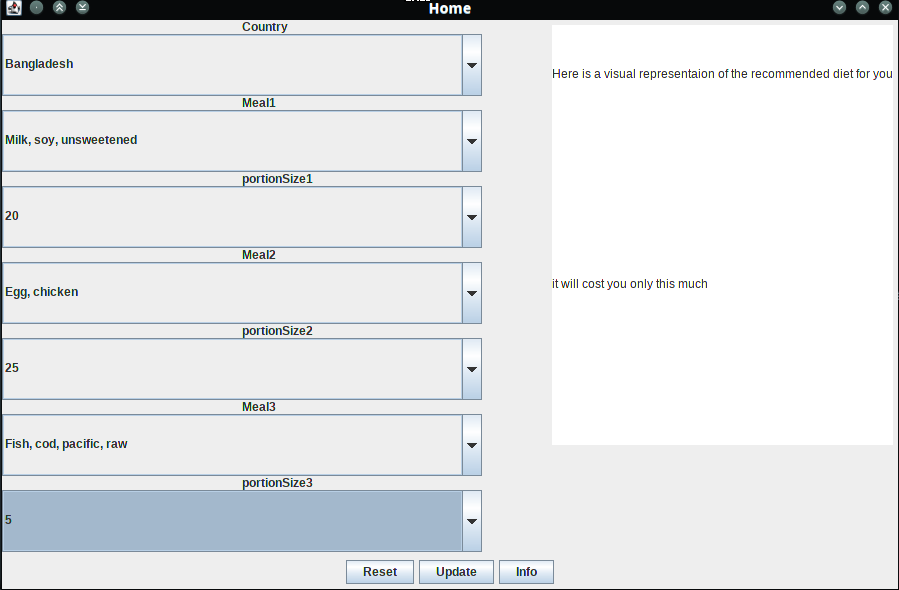 Home
Country
Bangladesh
Meal1
Milk, soy, unsweetened
portionSize1
20
Meal2
Egg, chicken
portionSize2
25
Meal3
Fish, cod, pacific, raw
portionSize3
5
Here is a visual representaion of the recommended diet for you
it will cost you only this much
Reset
Update
Info